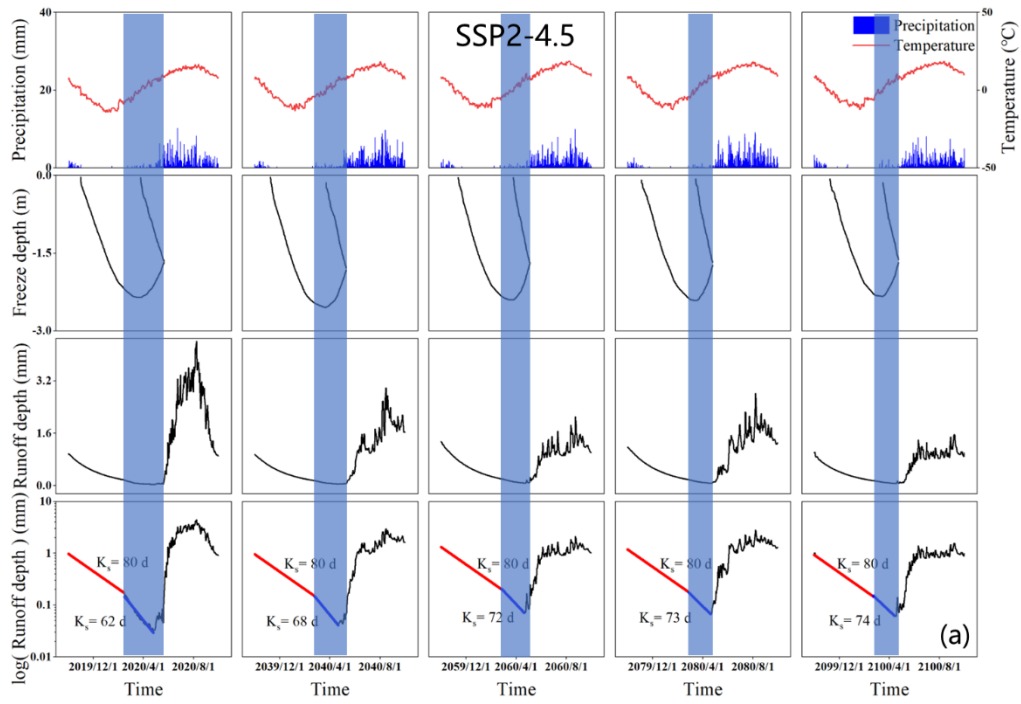 SSP2-4.5
Precipitation
Temperature
Precipitation (mm)
40
20
0
Temperature (°C)
50
0
-50
Freeze depth (m)
0.0
-1.5
-3.0
Runoff depth (mm)
3.2
1.6
0.0
log( Runoff depth ) (mm)
10
1
0.1
0.01
Ks= 80 d
Ks= 62 d
Ks= 80 d
Ks= 68 d
Ks= 80 d
Ks= 72 d
Ks= 80 d
Ks= 73 d
Ks= 80 d
Ks= 74 d
(a)
2019/12/1 2020/4/1 2020/8/1
2039/12/1 2040/4/1 2040/8/1
2059/12/1 2060/4/1 2060/8/1
2079/12/1 2080/4/1 2080/8/1
2099/12/1 2100/4/1 2100/8/1
Time
Time
Time
Time
Time